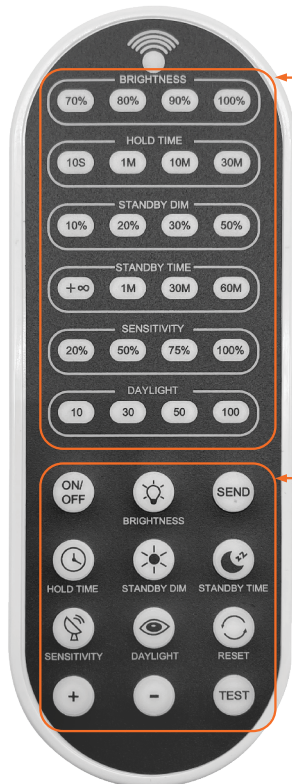 BRIGHTNESS
70% 80% 90% 100%
HOLD TIME
10S 1M 10M 30M
STANDBY DIM
10% 20% 30% 50%
STANDBY TIME
+∞ 1M 30M 60M
SENSITIVITY
20% 50% 75% 100%
DAYLIGHT
10 30 50 100
ON/
OFF
SEND
BRIGHTNESS
zz
HOLD TIME STANDBY DIM STANDBY TIME
SENSITIVITY DAYLIGHT RESET
+ - TEST